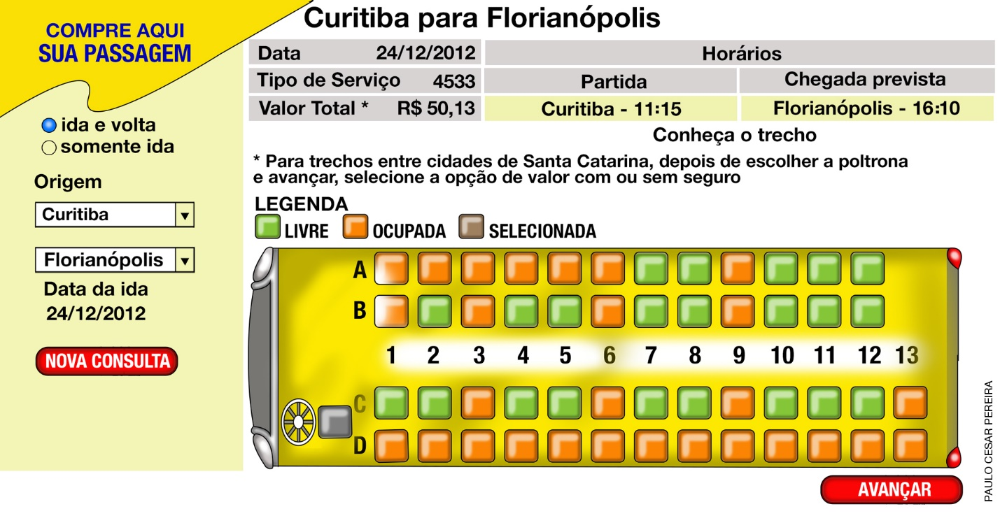 COMPRE AQUI
SUA PASSAGEM
ida e volta
somente ida
Origem
Curitiba
Florianópolis
Data da ida
24/12/2012
NOVA CONSULTA
Curitiba para Florianópolis
Data 24/12/2012 Horários
Tipo de Serviço 4533 Partida Chegada prevista
Valor Total * R$ 50,13 Curitiba - 11:15 Florianópolis - 16:10
Conheça o trecho
* Para trechos entre cidades de Santa Catarina, depois de escolher a poltrona
e avançar, selecione a opção de valor com ou sem seguro
LEGENDA
LIVRE OCUPADA SELECIONADA
A
B
1 2 3 4 5 6 7 8 9 10 11 12 13
C
D
AVANÇAR
PAULO CESAR PEREIRA